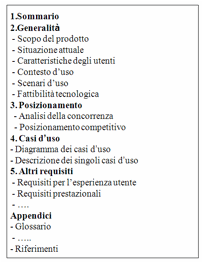 1.Sommario
2.Generalità
- Scopo del prodotto
- Situazione attuale
- Caratteristiche degli utenti
- Contesto d'uso
- Scenari d'uso
- Fattibilità tecnologica
3. Posizionamento
- Analisi della concorrenza
- Posizionamento competitivo
4. Casi d'uso
- Diagramma dei casi d'uso
- Descrizione dei singoli casi d'uso
5. Altri requisiti
- Requisiti per l'esperienza utente
- Requisiti prestazionali
- ….
Appendici
- Glossario
- …..
- Riferimenti